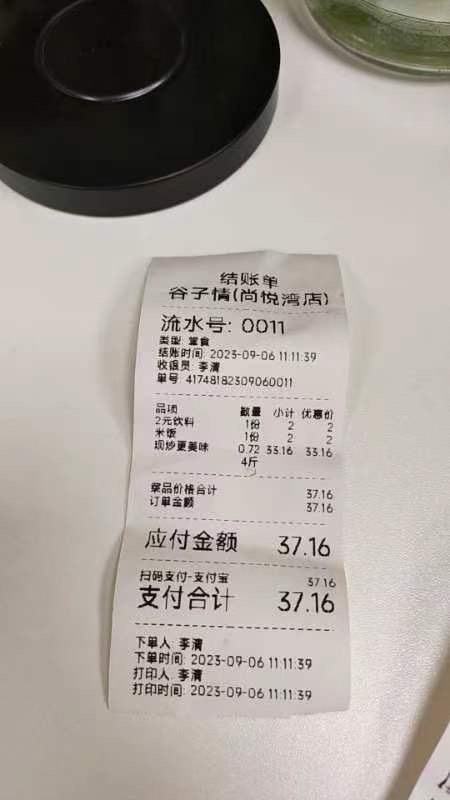 结账单
谷子情(尚悦湾店)
流水号: 0011
类型: 堂食
结账时间: 2023-09-06 11:11:39
收银员: 李清
单号 41748182309060011
品项 数量 小计 优惠价
2元饮料 1份 2 2
米饭 1份 2 2
现炒更美味 0.72 33.16 33.16
4斤
菜品价格合计 37.16
订单金额 37.16
应付金额 37.16
扫码支付-支付宝 37.16
支付合计 37.16
下单人: 李清
下单时间: 2023-09-06 11:11:39
打印人: 李清
打印时间: 2023-09-06 11:11:39